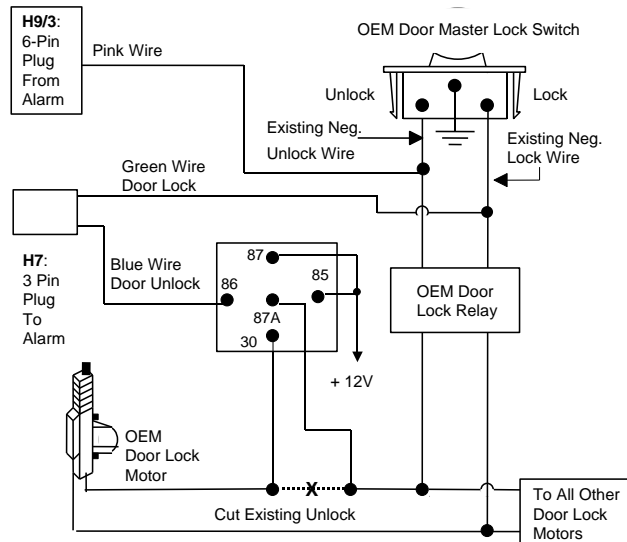 H9/3:
6-Pin
Plug
From
Alarm
Pink Wire
OEM Door Master Lock Switch
Unlock
Lock
Existing Neg.
Unlock Wire
Existing Neg.
Lock Wire
Green Wire
Door Lock
H7:
3 Pin
Plug
To
Alarm
Blue Wire
Door Unlock
87
86
85
87A
30
+ 12V
OEM Door
Lock Relay
OEM
Door Lock
Motor
X
Cut Existing Unlock
To All Other
Door Lock
Motors